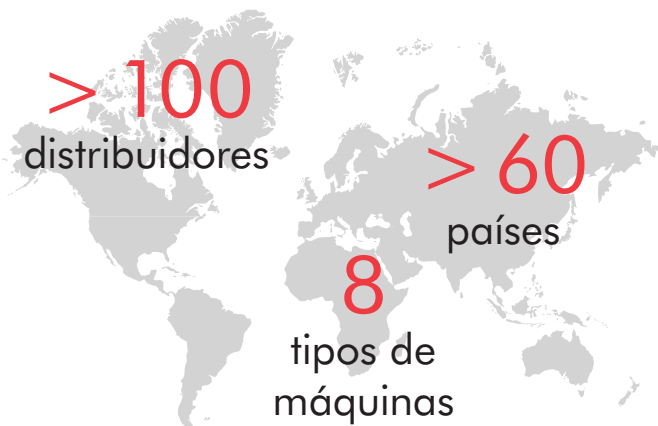 > 100
distribuidores
> 60
países
8
tipos de
máquinas